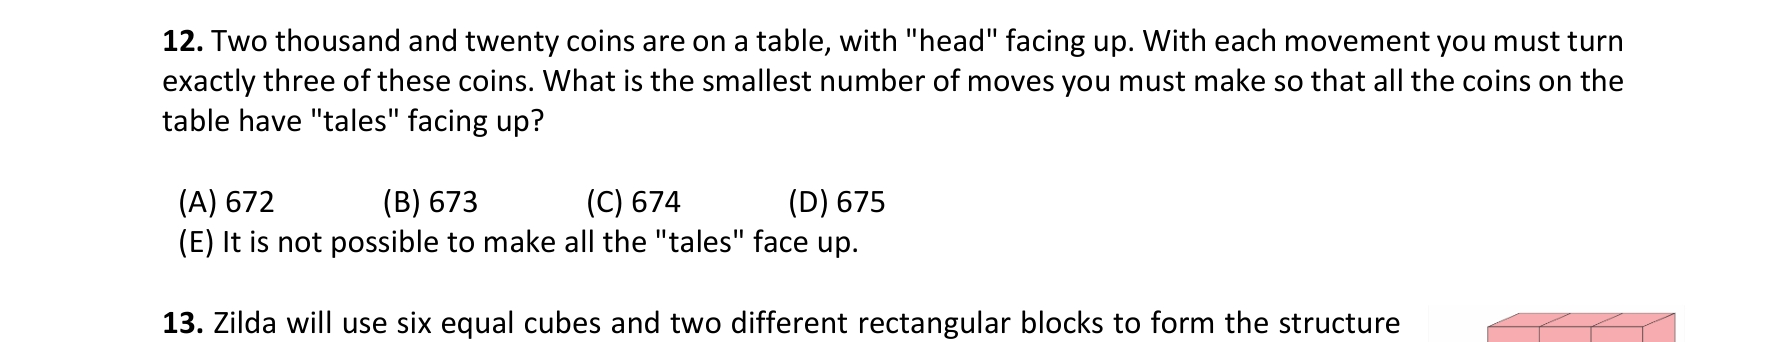 12. Two thousand and twenty coins are on a table, with "head" facing up. With each movement you must turn
exactly three of these coins. What is the smallest number of moves you must make so that all the coins on the
table have "tales" facing up?
(A) 672 (B) 673 (C) 674 (D) 675
(E) It is not possible to make all the "tales" face up.
13. Zilda will use six equal cubes and two different rectangular blocks to form the structure